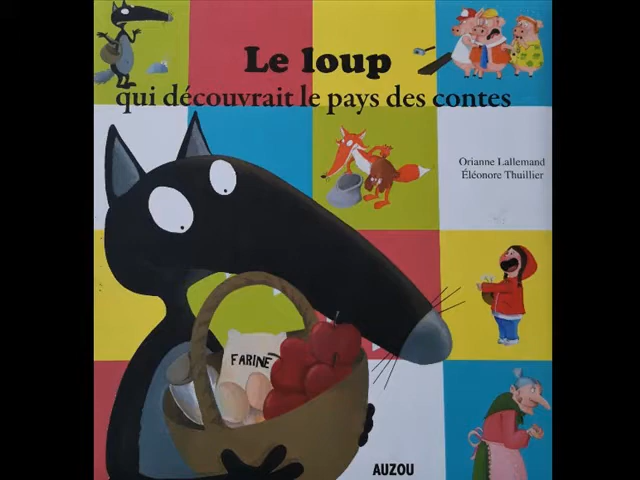 Le loup
qui découvrait le pays des contes
Orianne Lallemand
Éléonore Thuillier
FARINE
AUZOU